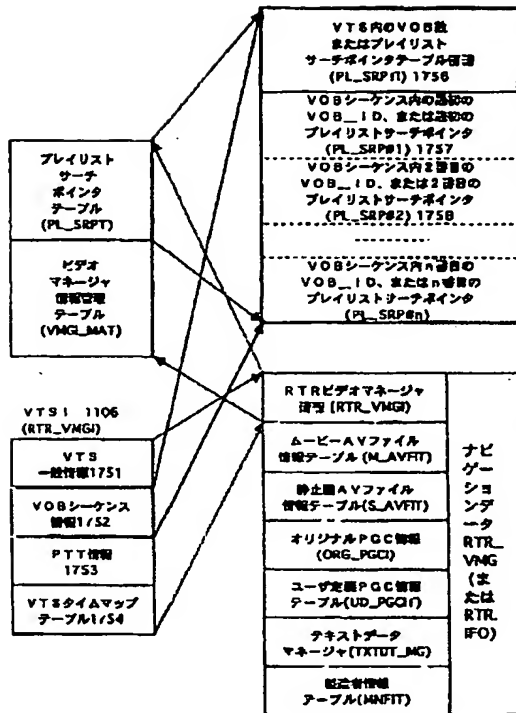 VTS内のVOB数
またはプレイリスト
サーチポインタテーブル情報
(PL_SRPTI) 1756
VOBシーケンス内の最初の
VOB__ID、または最初の
プレイリストサーチポインタ
(PL_SRP#1) 1757
VOBシーケンス内2番目の
VOB__ID、または2番目の
プレイリストサーチポインタ
(PL_SRP#2) 1758
VOBシーケンス内n番目の
VOB__ID、またはn番目の
プレイリストサーチポインタ
(PL_SRP#n)
プレイリスト
サーチ
ポインタ
テーブル
(PL_SRPT)
ビデオ
マネージャ
情報管理
テーブル
(VMGI_MAT)
VTSI 1106
(RTR_VMGI)
VTS
一般情報1751
VOBシーケンス
情報1752
PTT情報
1753
VTSタイムマップ
テーブル1754
RTRビデオマネージャ
情報 (RTR_VMGI)
ムービーAVファイル
情報テーブル(M_AVFIT)
静止画AVファイル
情報テーブル(S_AVFIT)
オリジナルPGC情報
(ORG_PGCI)
ユーザ定義PGC情報
テーブル(UD_PGCIT)
テキストデータ
マネージャ(TXTDT_MG)
製造者情報
テーブル(MNFIT)
ナビ
ゲー
ション
デー
タ
RTR_
VMG
(ま
たは
RTR.
IFO)